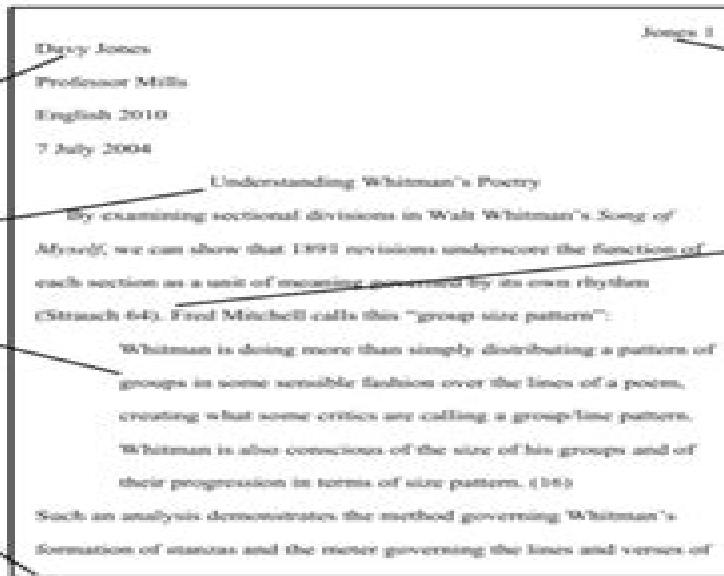 Jones 1
Davy Jones
Professor Mills
English 2010
7 July 2004
Understanding Whitman's Poetry
By examining sectional divisions in Walt Whitman's Song of
Myself, we can show that 1891 revisions underscore the function of
each section as a unit of meaning governed by its own rhythm
(Strauch 64). Fred Mitchell calls this "group size pattern":
Whitman is doing more than simply distributing a pattern of
groups in some sensible fashion over the lines of a poem,
creating what some critics are calling a group/line pattern.
Whitman is also conscious of the size of his groups and of
their progression in terms of size pattern. (16)
Such an analysis demonstrates the method governing Whitman's
formation of stanzas and the meter governing the lines and verses of